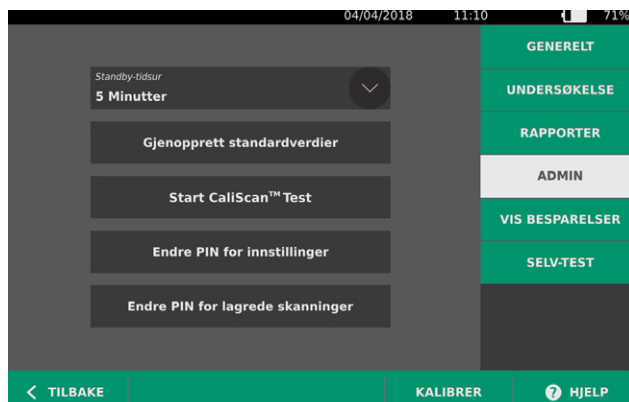 04/04/2018 11:10 71%
Standby-tidsur
5 Minutter
Gjenopprett standardverdier
Start CaliScan™ Test
Endre PIN for innstillinger
Endre PIN for lagrede skanninger
GENERELT
UNDERSØKELSE
RAPPORTER
ADMIN
VIS BESPARELSER
SELV-TEST
TILBAKE
KALIBRER
? HJELP